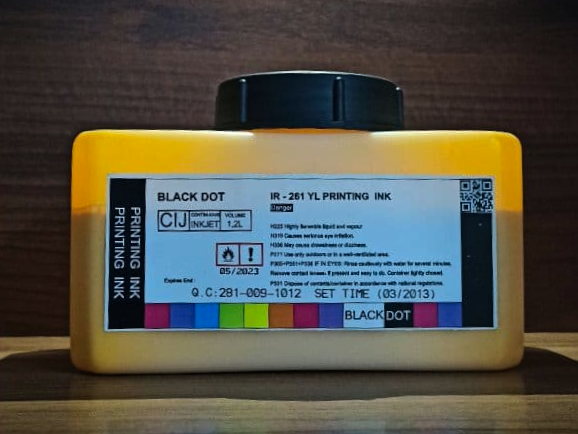 PRINTING INK
PRINTING INK
BLACK DOT
CIJ CONTINUOUS INKJET VOLUME 1,2L
05/2023
Expires End :
IR - 261 YL PRINTING INK
Danger
H225 Highly flammable liquid and vapour
H319 Causes serious eye irritation.
H336 May cause drowsiness or dizziness.
P271 Use only outdoors or in a well-ventilated area.
P305+P351+P338 IF IN EYES: Rinse cautiously with water for several minutes.
Remove contact lenses. if present and easy to do. Container tightly closed.
P501 Dispose of contents/container in accordance with national regulations.
Q.C:281-009-1012 SET TIME (03/2013)
BLACK DOT